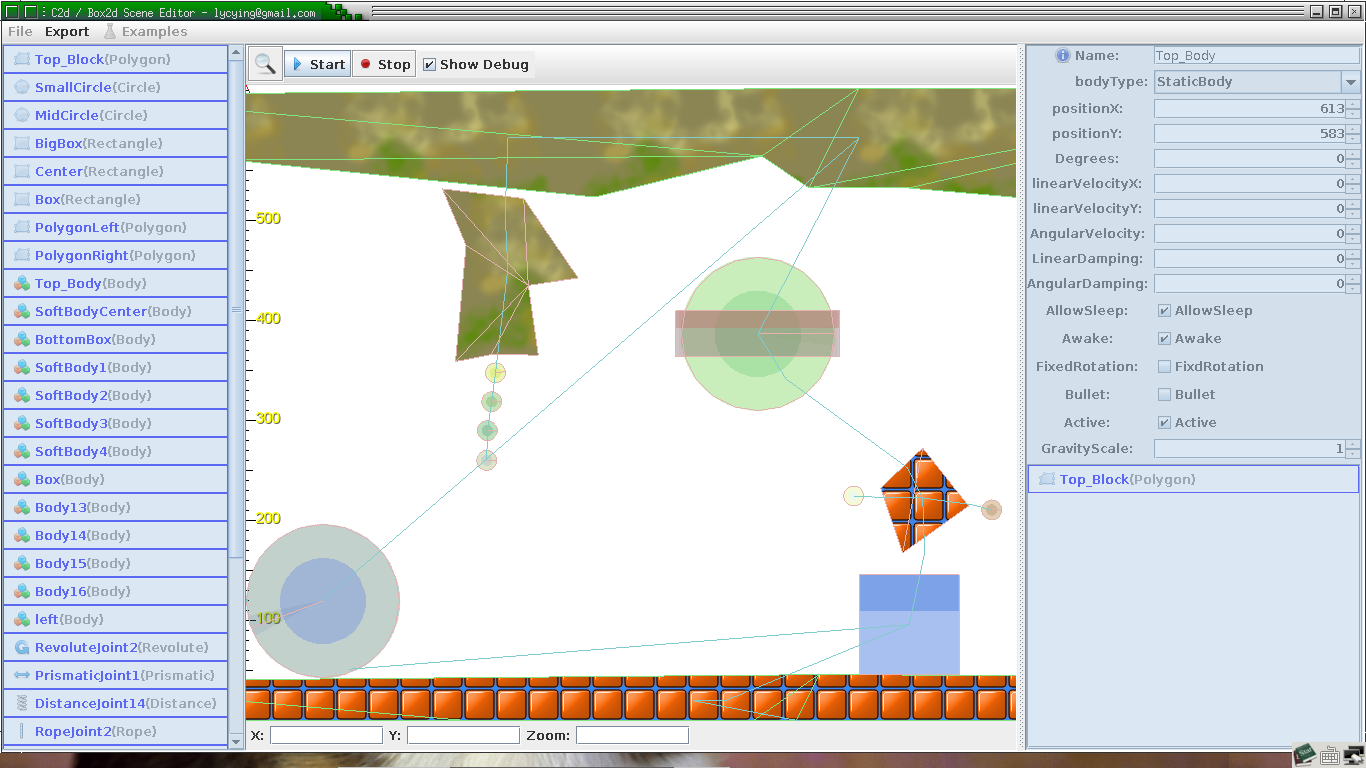 C2d / Box2d Scene Editor - lycying@gmail.com
File Export Examples
Top_Block(Polygon)
SmallCircle(Circle)
MidCircle(Circle)
BigBox(Rectangle)
Center(Rectangle)
Box(Rectangle)
PolygonLeft(Polygon)
PolygonRight(Polygon)
Top_Body(Body)
SoftBodyCenter(Body)
BottomBox(Body)
SoftBody1(Body)
SoftBody2(Body)
SoftBody3(Body)
SoftBody4(Body)
Box(Body)
Body13(Body)
Body14(Body)
Body15(Body)
Body16(Body)
left(Body)
RevoluteJoint2(Revolute)
PrismaticJoint1(Prismatic)
DistanceJoint14(Distance)
RopeJoint2(Rope)
Start Stop Show Debug
500
400
300
200
100
X: Y: Zoom:
Name: Top_Body
bodyType: StaticBody
positionX: 613
positionY: 583
Degrees: 0
linearVelocityX: 0
linearVelocityY: 0
AngularVelocity: 0
LinearDamping: 0
AngularDamping: 0
AllowSleep: AllowSleep
Awake: Awake
FixedRotation: FixdRotation
Bullet: Bullet
Active: Active
GravityScale: 1
Top_Block(Polygon)